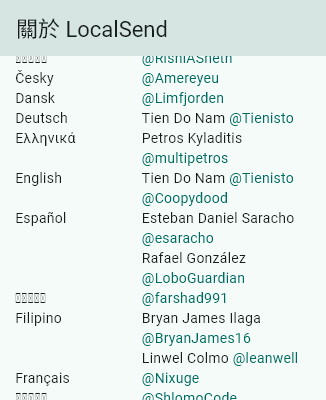 關於 LocalSend
@RishiASheth
Česky @Amereyeu
Dansk @Limfjorden
Deutsch Tien Do Nam @Tienisto
Ελληνικά Petros Kyladitis
@multipetros
English Tien Do Nam @Tienisto
@Coopydood
Español Esteban Daniel Saracho
@esaracho
Rafael González
@LoboGuardian
@farshad991
Filipino Bryan James Ilaga
@BryanJames16
Linwel Colmo @leanwell
Français @Nixuge
@ShlomoCode